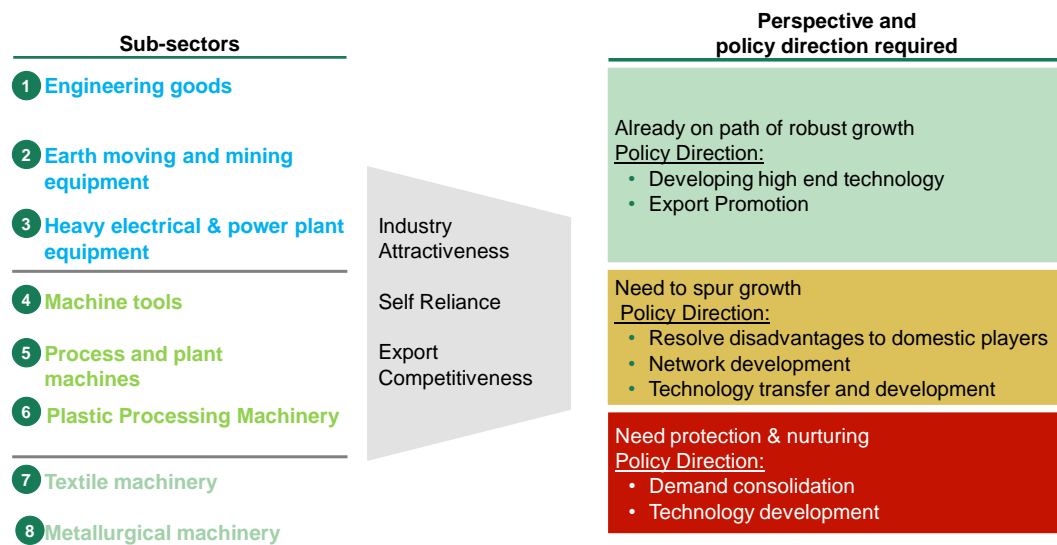 Sub-sectors
1 Engineering goods
2 Earth moving and mining
equipment
3 Heavy electrical & power plant
equipment
4 Machine tools
5 Process and plant
machines
6 Plastic Processing Machinery
7 Textile machinery
8 Metallurgical machinery
Industry
Attractiveness
Self Reliance
Export
Competitiveness
Perspective and
policy direction required
Already on path of robust growth
Policy Direction:
• Developing high end technology
• Export Promotion
Need to spur growth
Policy Direction:
• Resolve disadvantages to domestic players
• Network development
• Technology transfer and development
Need protection & nurturing
Policy Direction:
• Demand consolidation
• Technology development